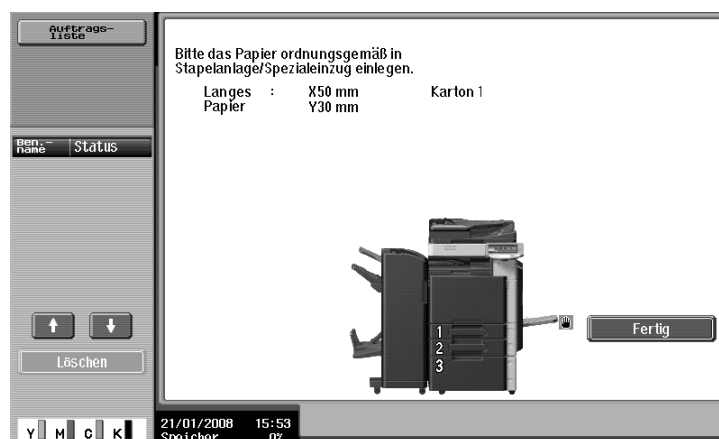 Auftrags-
liste
Bitte das Papier ordnungsgemäß in
Stapelanlage/Spezialeinzug einlegen.
Langes : X50 mm Karton 1
Papier Y30 mm
Ben.- Status
name
1
2
3
Fertig
Löschen
Y M C K
21/01/2008 15:53
Speicher 0%